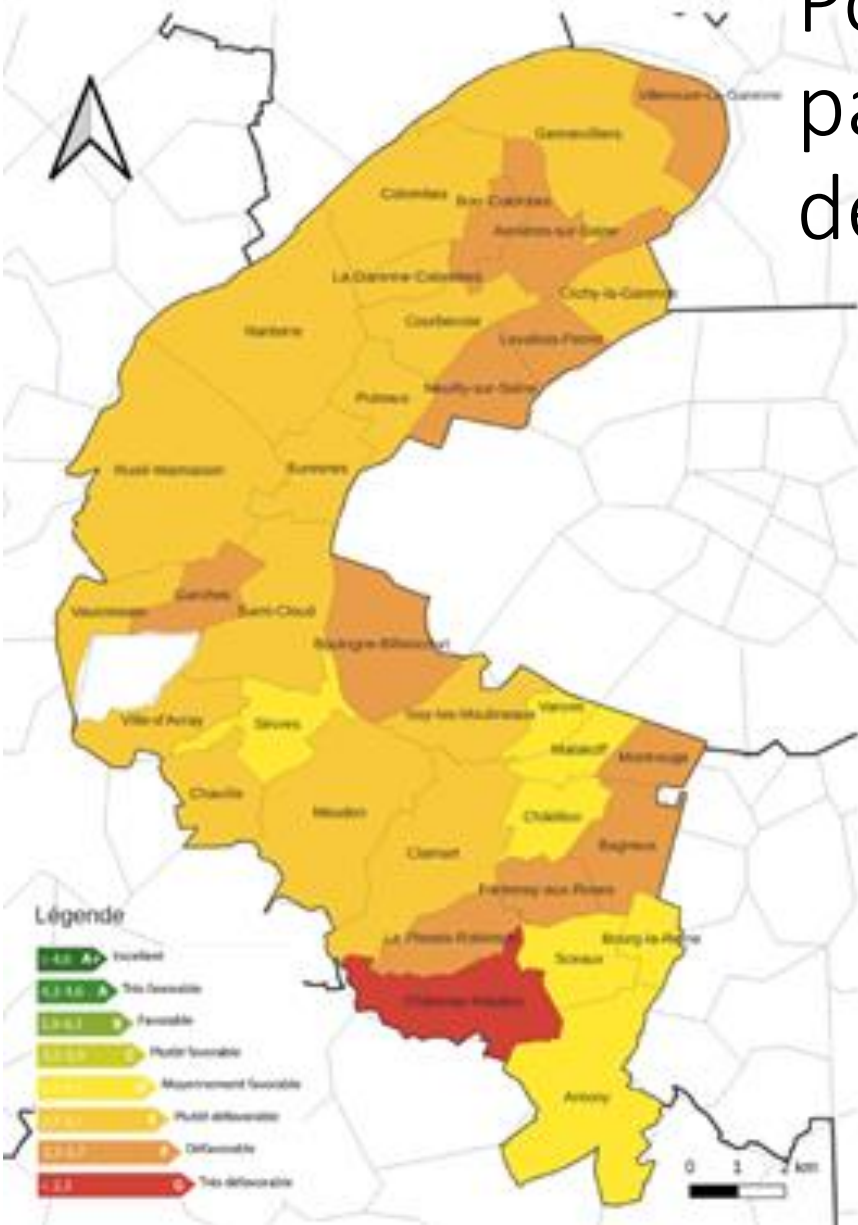 Po
pa
de
Villeneuve-La-Garenne
Gennevilliers
Colombes
Bois-Colombes
Asnières-sur-Seine
La Garenne-Colombes
Clichy-la-Garenne
Courbevoie
Nanterre
Levallois-Perret
Neuilly-sur-Seine
Puteaux
Rueil-Malmaison
Suresnes
Garches
Vaucresson
Saint-Cloud
Boulogne-Billancourt
Ville-d'Avray
Sèvres
Issy-les-Moulineaux
Vanves
Malakoff
Montrouge
Chaville
Meudon
Châtillon
Bagneux
Clamart
Fontenay-aux-Roses
Le Plessis-Robinson
Bourg-la-Reine
Sceaux
Châtenay-Malabry
Antony
Légende
A+ Excellent
A Très favorable
B Favorable
C Plutôt favorable
Moyennement favorable
E Plutôt défavorable
F Défavorable
G Très défavorable
0 1 2 km